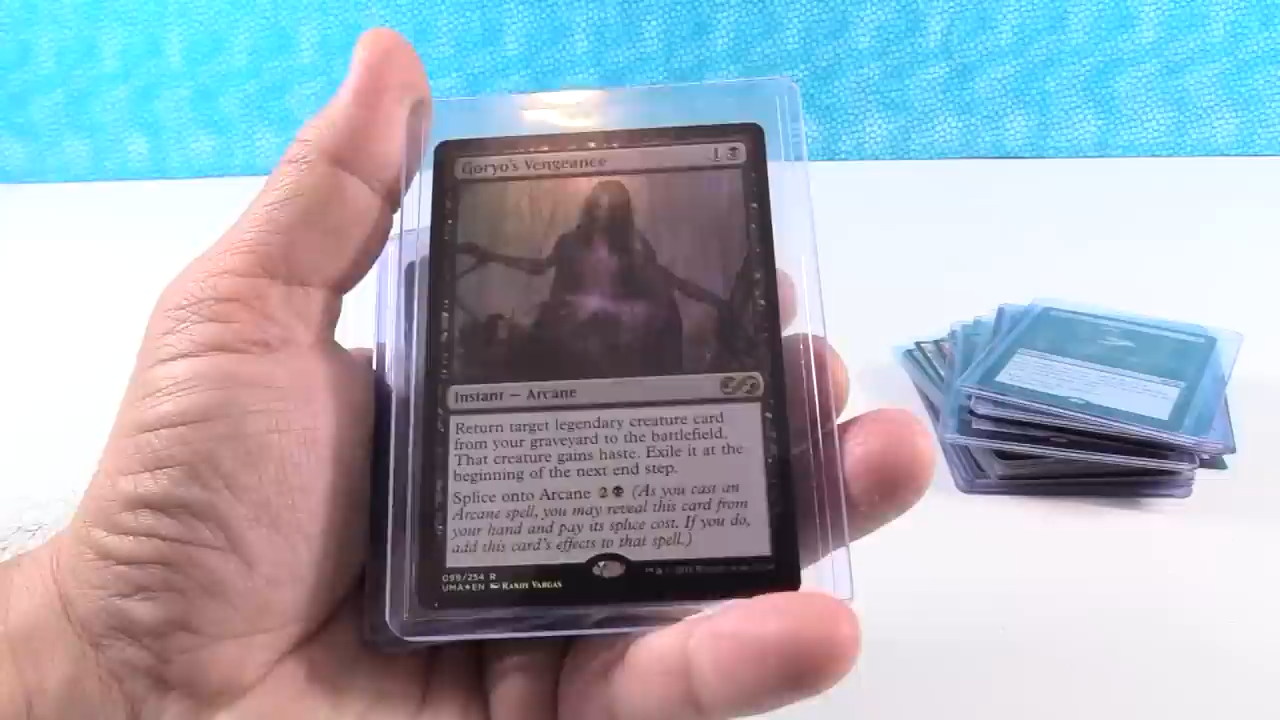 Goryo's Vengeance 1
Instant — Arcane
Return target legendary creature card
from your graveyard to the battlefield.
That creature gains haste. Exile it at the
beginning of the next end step.
Splice onto Arcane 2 (As you cast an
Arcane spell, you may reveal this card from
your hand and pay its splice cost. If you do,
add this card's effects to that spell.)
099/254 R
UMA★EN RANDY VARGAS